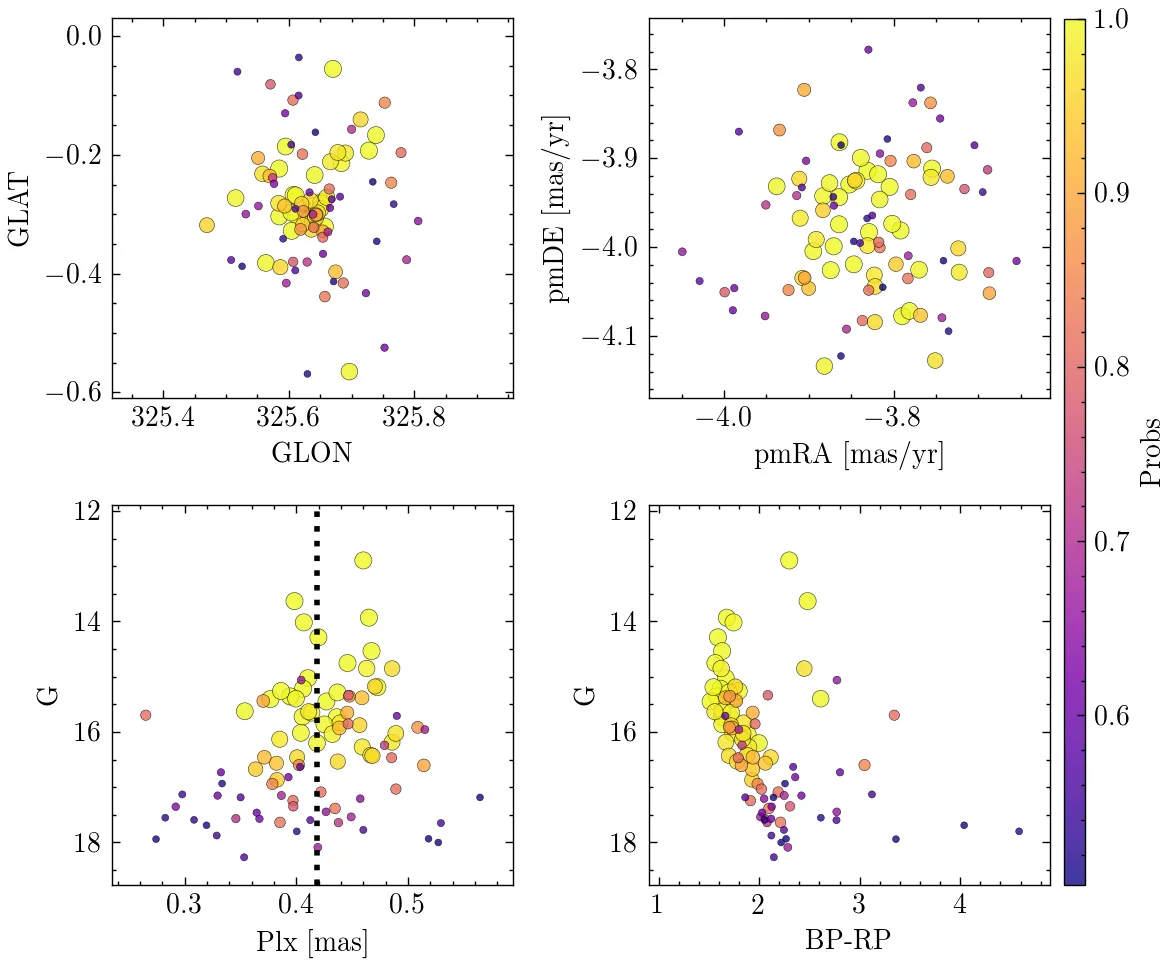 0.0
−0.2
−0.4
−0.6
GLAT
325.4 325.6 325.8
GLON
−3.8
−3.9
−4.0
−4.1
pmDE [mas/yr]
−4.0 −3.8
pmRA [mas/yr]
1.0
0.9
0.8
0.7
0.6
Probs
12
14
16
18
G
0.3 0.4 0.5
Plx [mas]
12
14
16
18
G
1 2 3 4
BP-RP